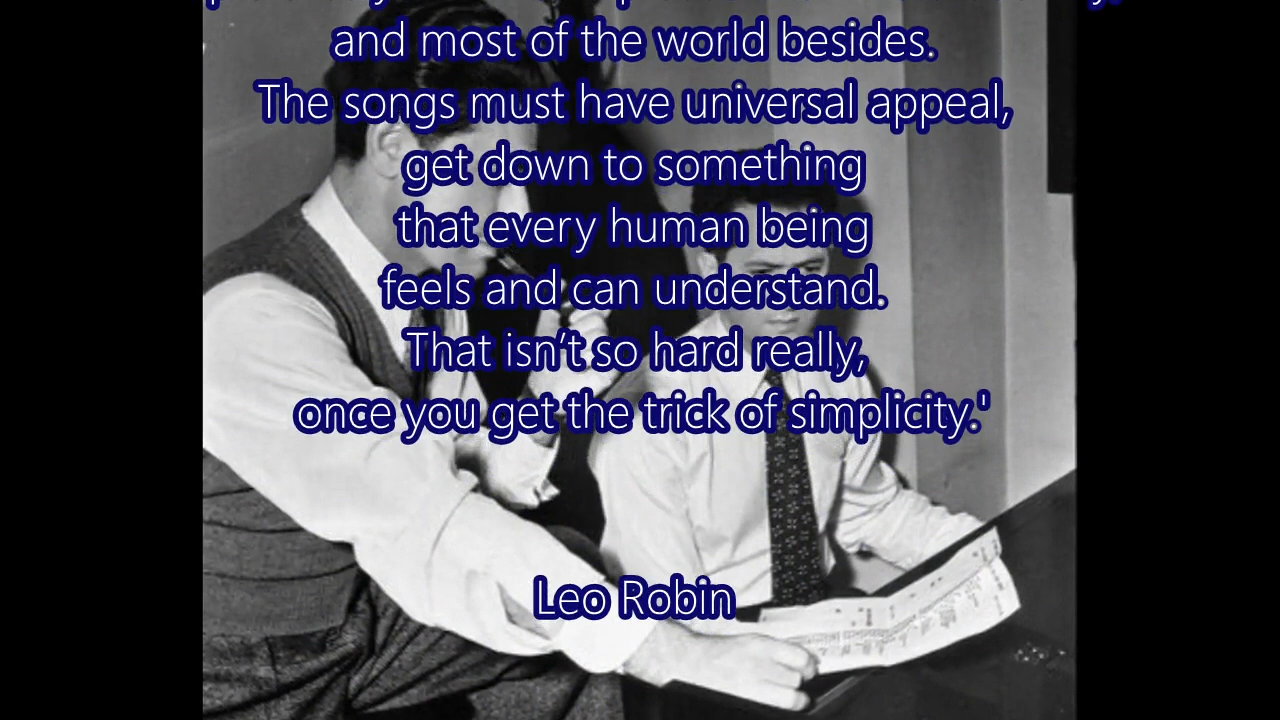 and most of the world besides.
The songs must have universal appeal,
get down to something
that every human being
feels and can understand.
That isn’t so hard really,
once you get the trick of simplicity.'
Leo Robin